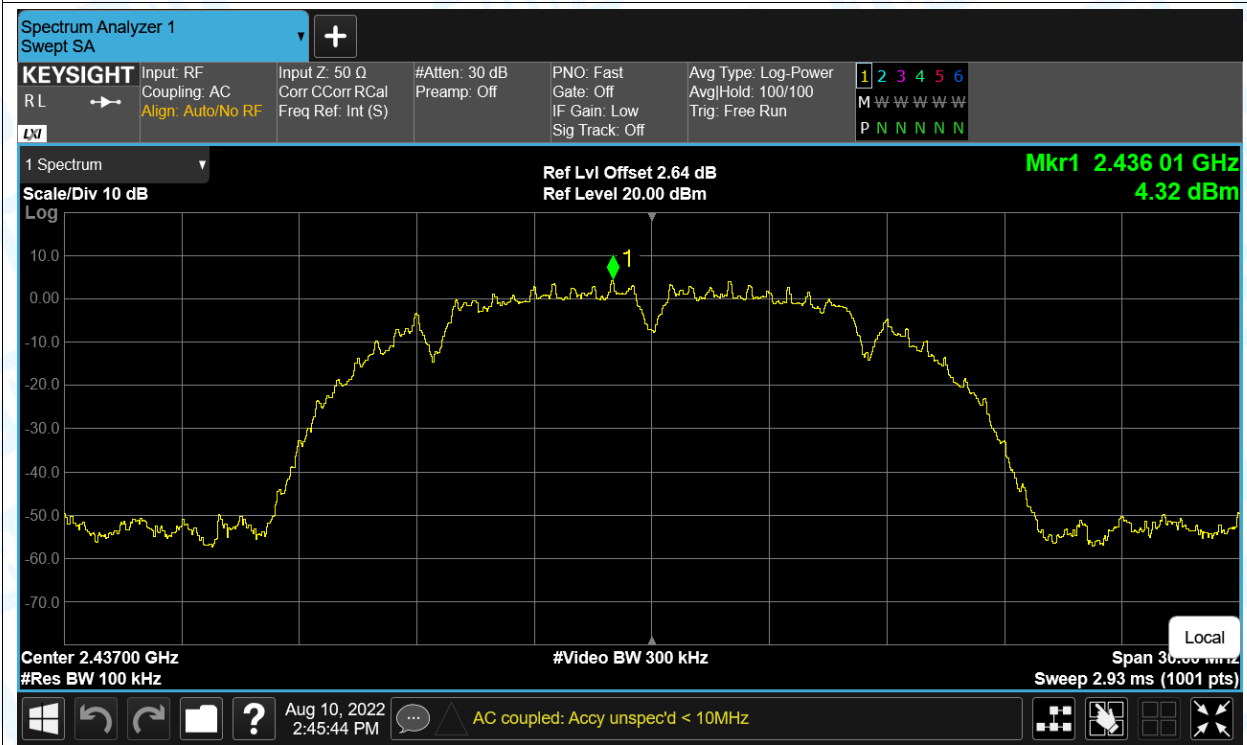 Spectrum Analyzer 1
Swept SA
KEYSIGHT
R L
LXI
Input: RF
Coupling: AC
Align: Auto/No RF
Input Z: 50 Ω
Corr CCorr RCal
Freq Ref: Int (S)
#Atten: 30 dB
Preamp: Off
PNO: Fast
Gate: Off
IF Gain: Low
Sig Track: Off
Avg Type: Log-Power
Avg|Hold: 100/100
Trig: Free Run
1 2 3 4 5 6
M W W W W W
P N N N N N
1 Spectrum
Scale/Div 10 dB
Log
Ref Lvl Offset 2.64 dB
Ref Level 20.00 dBm
Mkr1 2.436 01 GHz
4.32 dBm
1
10.0
0.00
-10.0
-20.0
-30.0
-40.0
-50.0
-60.0
-70.0
Local
Center 2.43700 GHz
#Video BW 300 kHz
Span 30.00 MHz
#Res BW 100 kHz
Sweep 2.93 ms (1001 pts)
?
Aug 10, 2022
2:45:44 PM
AC coupled: Accy unspec'd < 10MHz